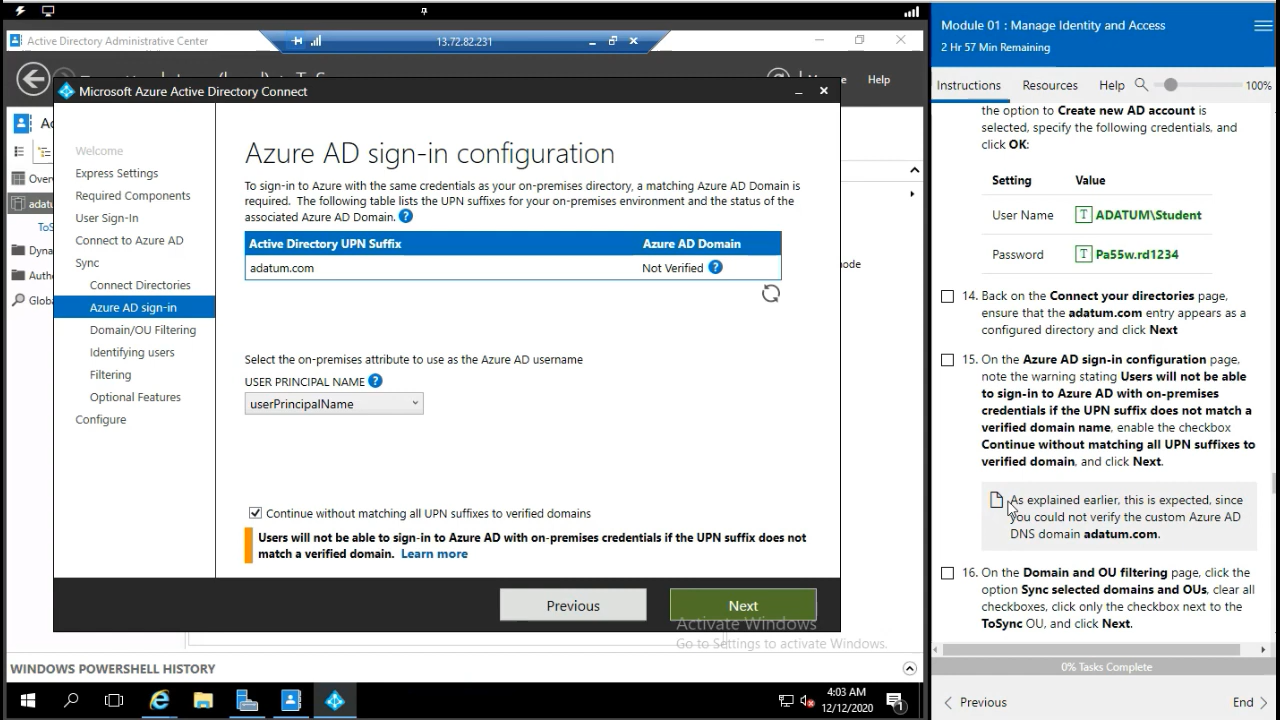 Active Directory Administrative Center
13.72.82.231
Help
Microsoft Azure Active Directory Connect
Welcome
Express Settings
Required Components
User Sign-In
Connect to Azure AD
Sync
Connect Directories
Azure AD sign-in
Domain/OU Filtering
Identifying users
Filtering
Optional Features
Configure
Azure AD sign-in configuration
To sign-in to Azure with the same credentials as your on-premises directory, a matching Azure AD Domain is
required. The following table lists the UPN suffixes for your on-premises environment and the status of the
associated Azure AD Domain. ?
Active Directory UPN Suffix Azure AD Domain
adatum.com Not Verified ?
Select the on-premises attribute to use as the Azure AD username
USER PRINCIPAL NAME ?
userPrincipalName
Continue without matching all UPN suffixes to verified domains
Users will not be able to sign-in to Azure AD with on-premises credentials if the UPN suffix does not
match a verified domain. Learn more
Previous
Next
Activate Windows
Go to Settings to activate Windows.
WINDOWS POWERSHELL HISTORY
4:03 AM
12/12/2020
1
Module 01 : Manage Identity and Access
2 Hr 57 Min Remaining
Instructions Resources Help 100%
the option to Create new AD account is
selected, specify the following credentials, and
click OK:
Setting Value
User Name T ADATUM\Student
Password T Pa55w.rd1234
14. Back on the Connect your directories page,
ensure that the adatum.com entry appears as a
configured directory and click Next
15. On the Azure AD sign-in configuration page,
note the warning stating Users will not be able
to sign-in to Azure AD with on-premises
credentials if the UPN suffix does not match a
verified domain name, enable the checkbox
Continue without matching all UPN suffixes to
verified domain, and click Next.
As explained earlier, this is expected, since
you could not verify the custom Azure AD
DNS domain adatum.com.
16. On the Domain and OU filtering page, click the
option Sync selected domains and OUs, clear all
checkboxes, click only the checkbox next to the
ToSync OU, and click Next.
0% Tasks Complete
Previous
End